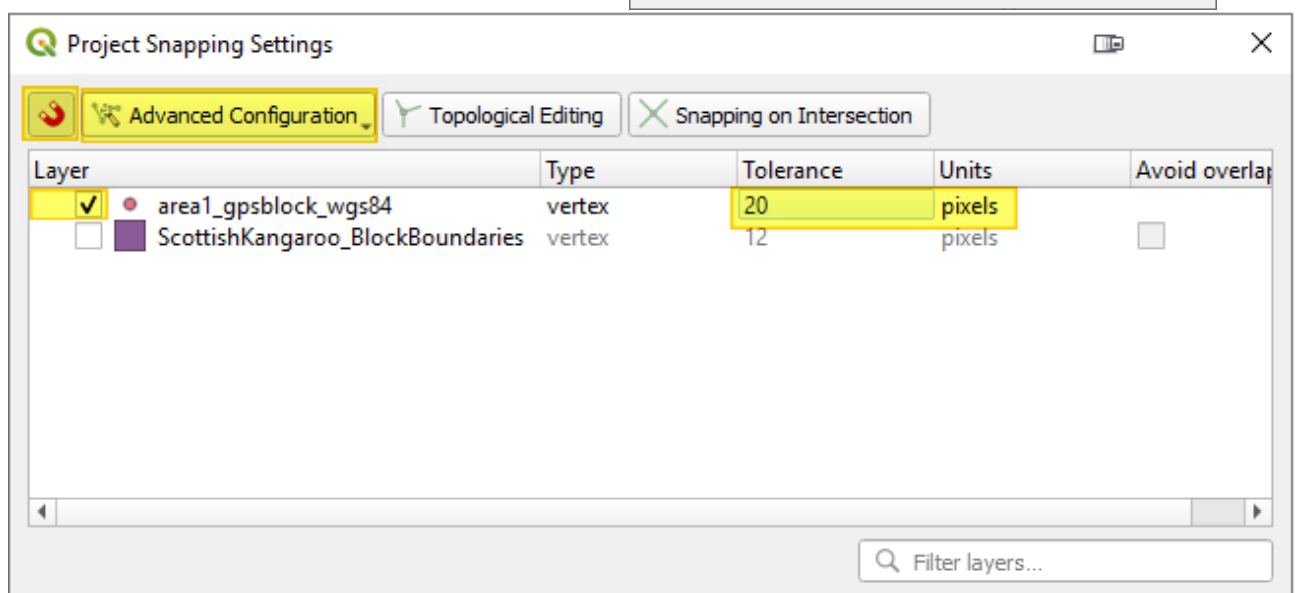 Project Snapping Settings
Advanced Configuration Topological Editing Snapping on Intersection
Layer Type Tolerance Units Avoid overlap
area1_gpsblock_wgs84 vertex 20 pixels
ScottishKangaroo_BlockBoundaries vertex 12 pixels
Filter layers...